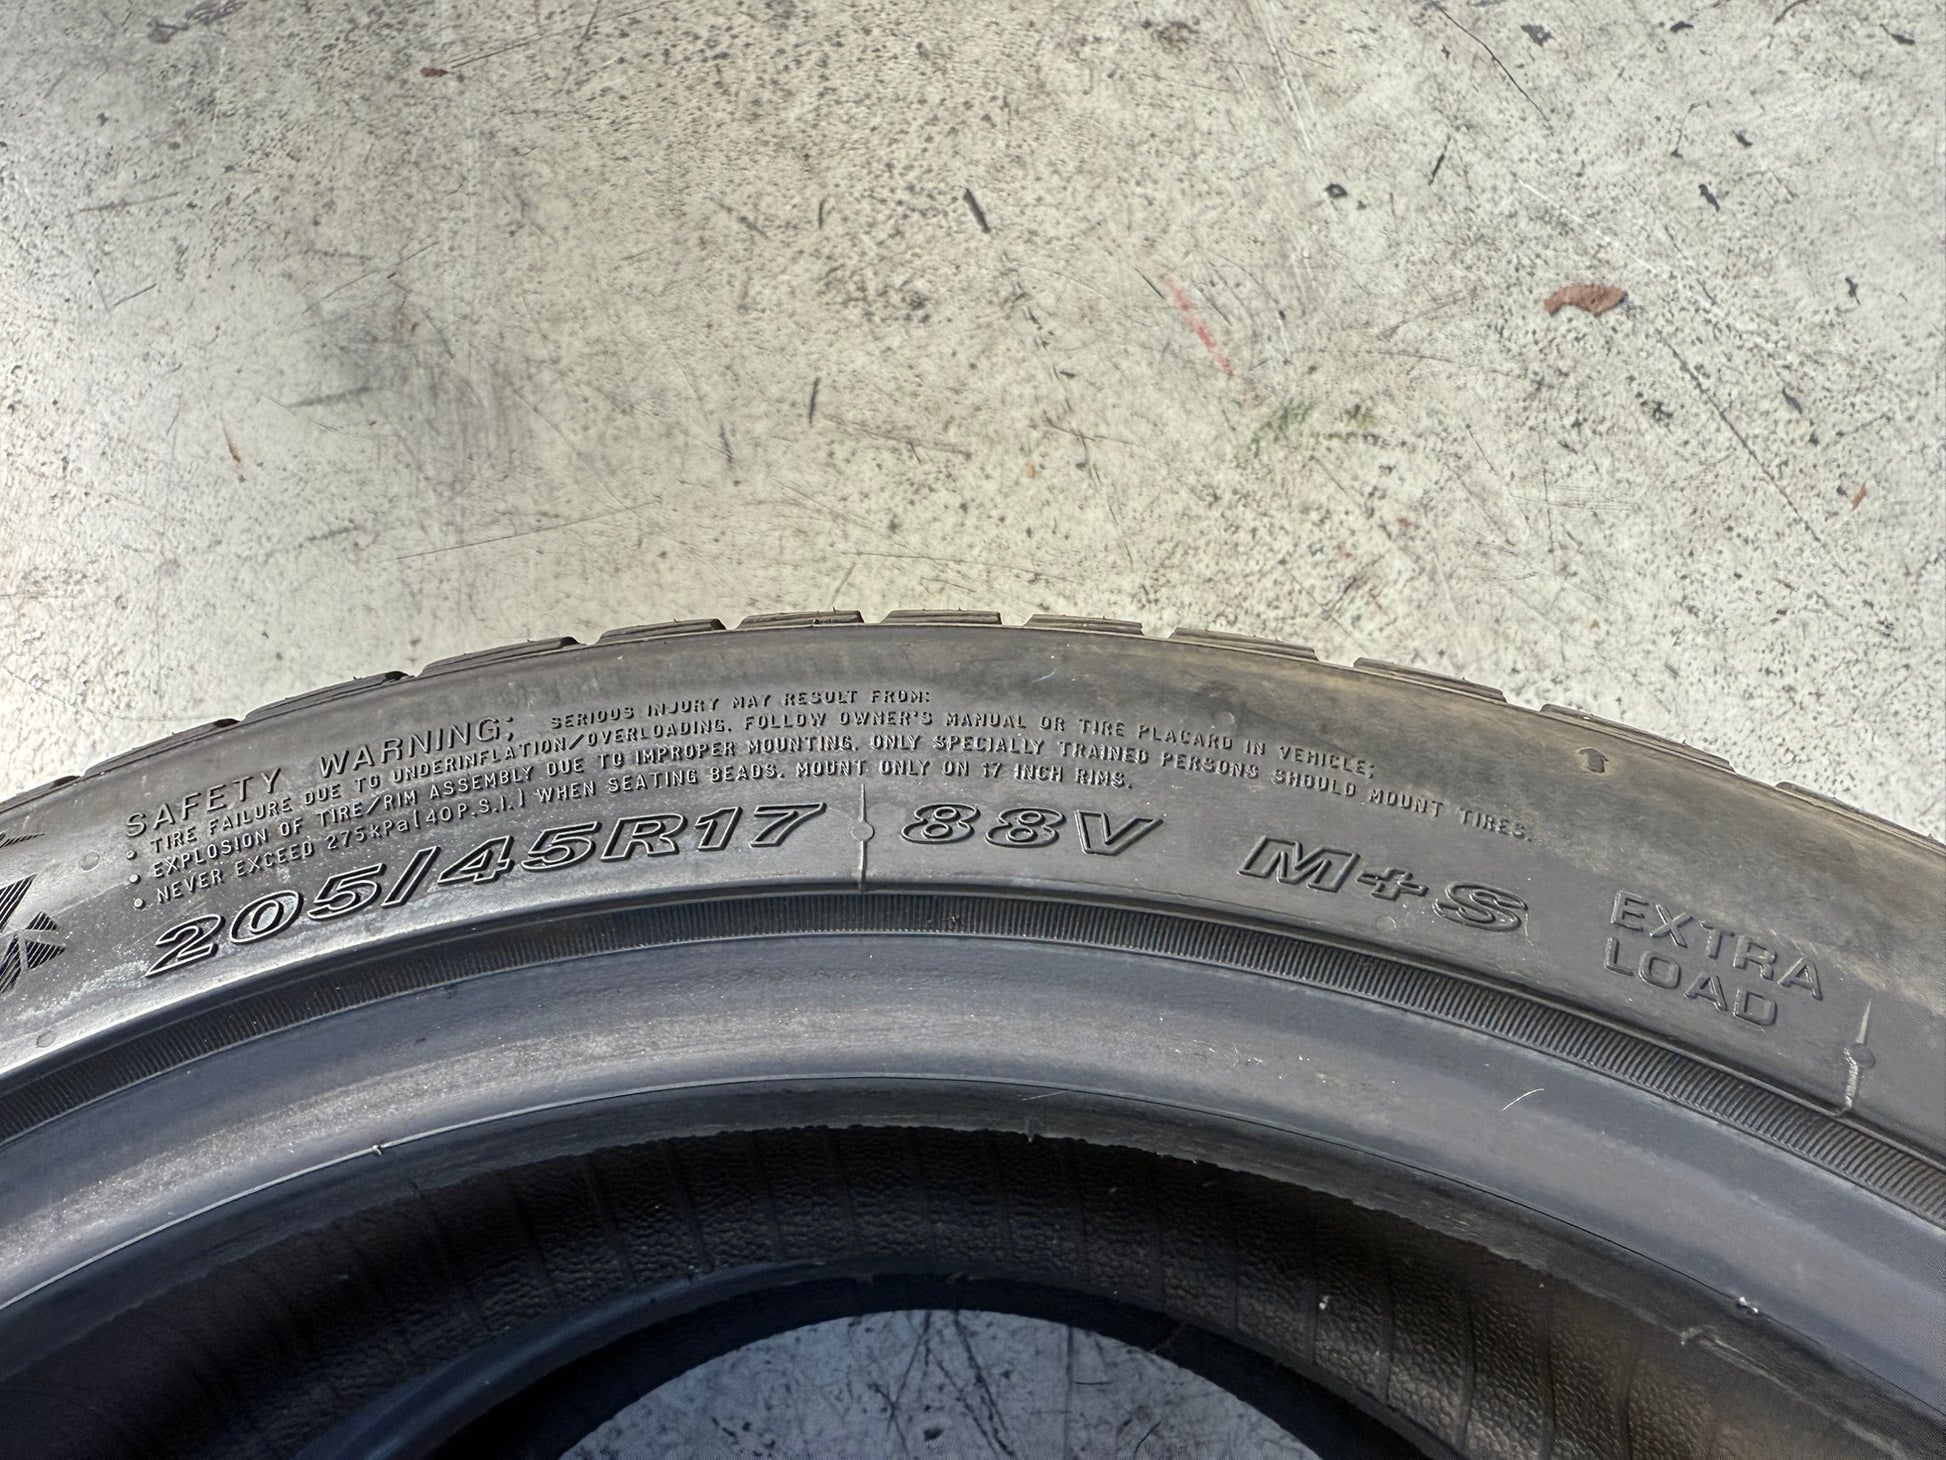 SAFETY WARNING; SERIOUS INJURY MAY RESULT FROM:
• TIRE FAILURE DUE TO UNDERINFLATION/OVERLOADING. FOLLOW OWNER'S MANUAL OR TIRE PLACARD IN VEHICLE;
• EXPLOSION OF TIRE/RIM ASSEMBLY DUE TO IMPROPER MOUNTING. ONLY SPECIALLY TRAINED PERSONS SHOULD MOUNT TIRES.
• NEVER EXCEED 275kPa(40P.S.I.) WHEN SEATING BEADS. MOUNT ONLY ON 17 INCH RIMS.
205/45R17 88V M+S
EXTRA
LOAD